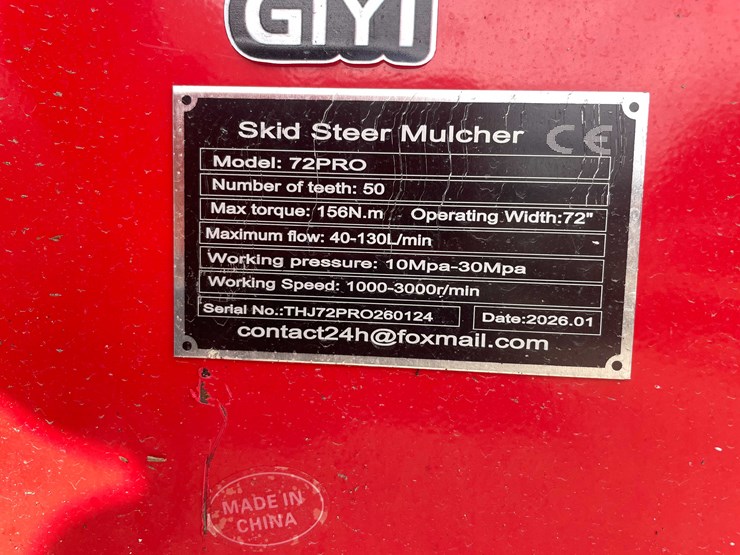 GIYI
Skid Steer Mulcher CE
Model: 72PRO
Number of teeth: 50
Max torque: 156N.m Operating Width:72"
Maximum flow: 40-130L/min
Working pressure: 10Mpa-30Mpa
Working Speed: 1000-3000r/min
Serial No.:THJ72PRO260124 Date:2026.01
contact24h@foxmail.com
MADE IN
CHINA